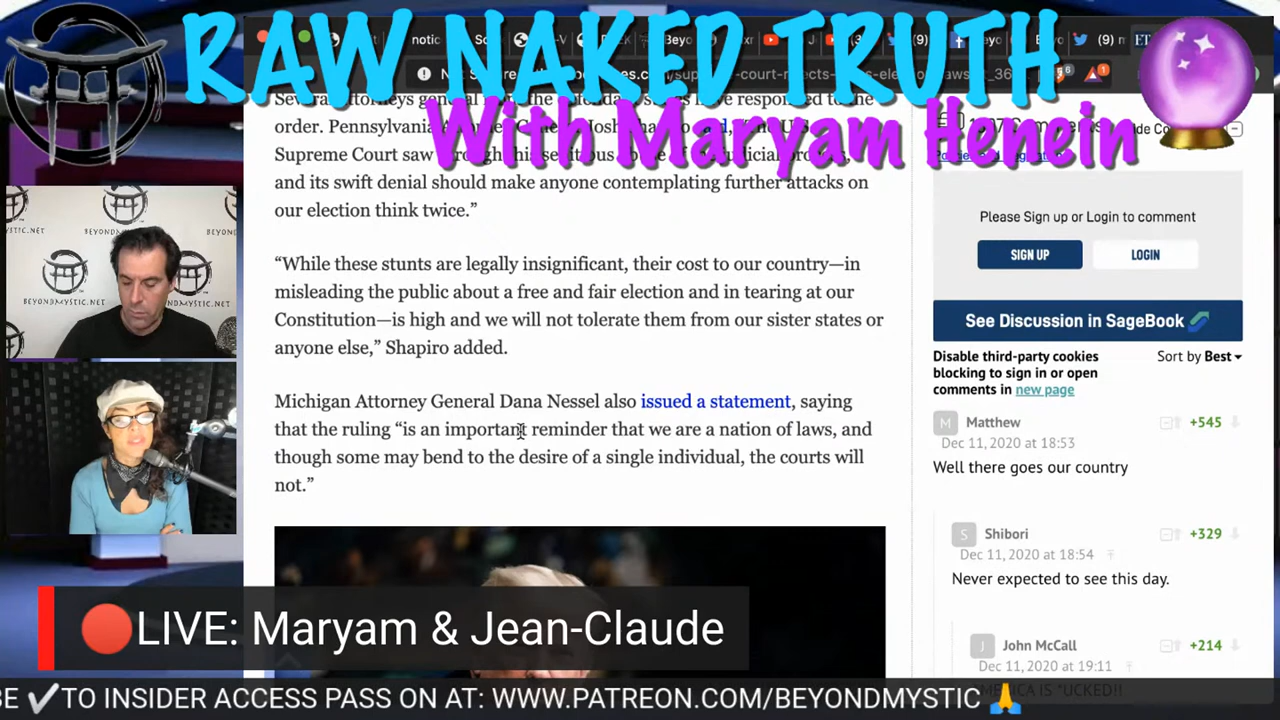 RAW NAKED TRUTH
With Maryam Henein
notic
(9)
(9) m
ET
order. Pennsylvania
Supreme Court saw
and its swift denial should make anyone contemplating further attacks on
our election think twice.”
“While these stunts are legally insignificant, their cost to our country—in
misleading the public about a free and fair election and in tearing at our
Constitution—is high and we will not tolerate them from our sister states or
anyone else,” Shapiro added.
Michigan Attorney General Dana Nessel also issued a statement, saying
that the ruling “is an important reminder that we are a nation of laws, and
though some may bend to the desire of a single individual, the courts will
not.”
Please Sign up or Login to comment
SIGN UP
LOGIN
See Discussion in SageBook
Disable third-party cookies
blocking to sign in or open
comments in new page
Sort by Best
M
Matthew
+545
Dec 11, 2020 at 18:53
Well there goes our country
S
Shibori
+329
Dec 11, 2020 at 18:54
Never expected to see this day.
J
John McCall
+214
Dec 11, 2020 at 19:11
BEYONDMYSTIC.NET
BEYONDMYSTIC.NET
🔴LIVE: Maryam & Jean-Claude
BE ✔TO INSIDER ACCESS PASS ON AT: WWW.PATREON.COM/BEYONDMYSTIC 🙏